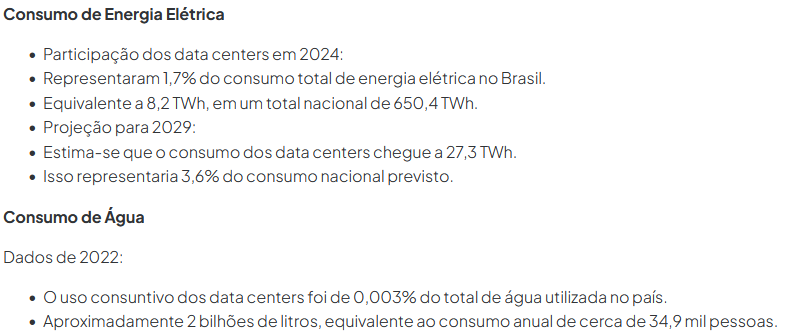 Consumo de Energia Elétrica
• Participação dos data centers em 2024:
• Representaram 1,7% do consumo total de energia elétrica no Brasil.
• Equivalente a 8,2 TWh, em um total nacional de 650,4 TWh.
• Projeção para 2029:
• Estima-se que o consumo dos data centers chegue a 27,3 TWh.
• Isso representaria 3,6% do consumo nacional previsto.
Consumo de Água
Dados de 2022:
• O uso consuntivo dos data centers foi de 0,003% do total de água utilizada no país.
• Aproximadamente 2 bilhões de litros, equivalente ao consumo anual de cerca de 34,9 mil pessoas.